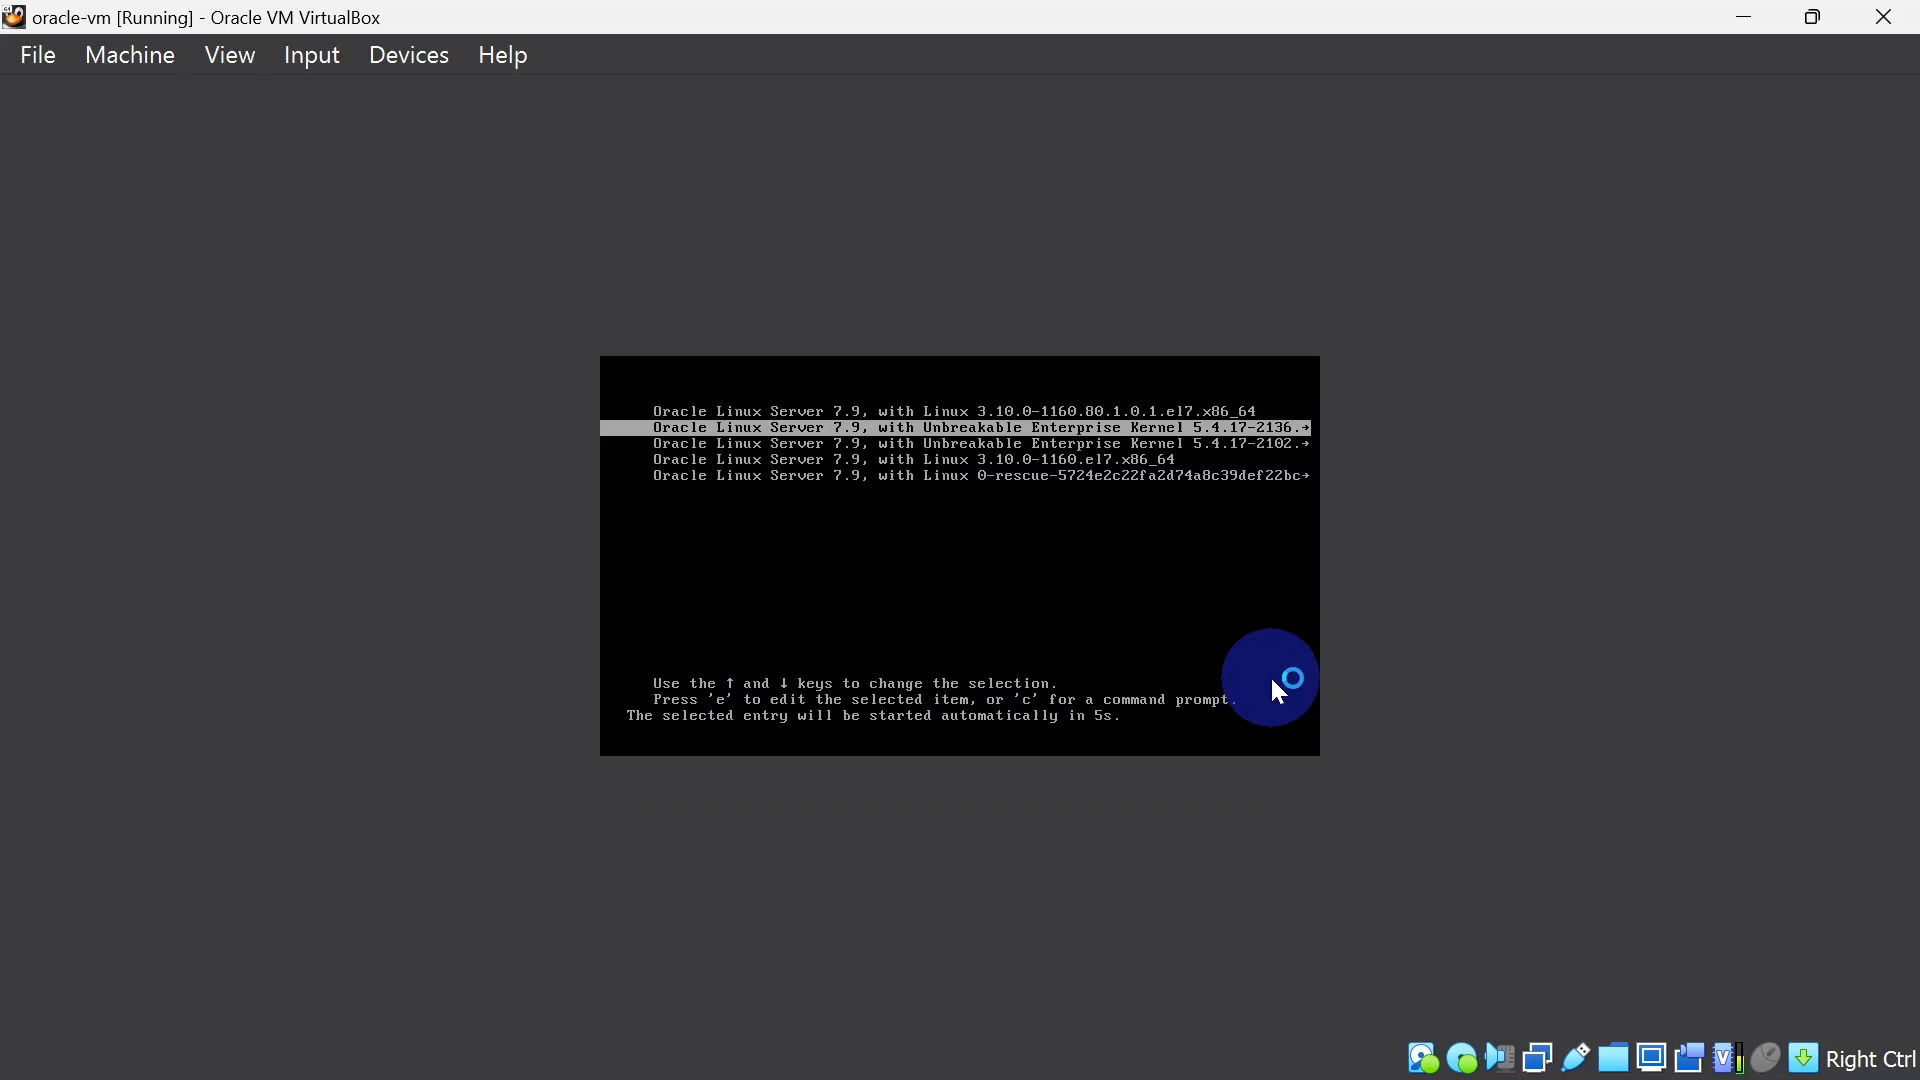 oracle-vm [Running] - Oracle VM VirtualBox
File Machine View Input Devices Help
Oracle Linux Server 7.9, with Linux 3.10.0-1160.80.1.0.1.el7.x86_64
Oracle Linux Server 7.9, with Unbreakable Enterprise Kernel 5.4.17-2136.→
Oracle Linux Server 7.9, with Unbreakable Enterprise Kernel 5.4.17-2102.→
Oracle Linux Server 7.9, with Linux 3.10.0-1160.el7.x86_64
Oracle Linux Server 7.9, with Linux 0-rescue-5724e2c22fa2d74a8c39def22bc→
Use the ↑ and ↓ keys to change the selection.
Press 'e' to edit the selected item, or 'c' for a command prompt.
The selected entry will be started automatically in 5s.
Right Ctrl